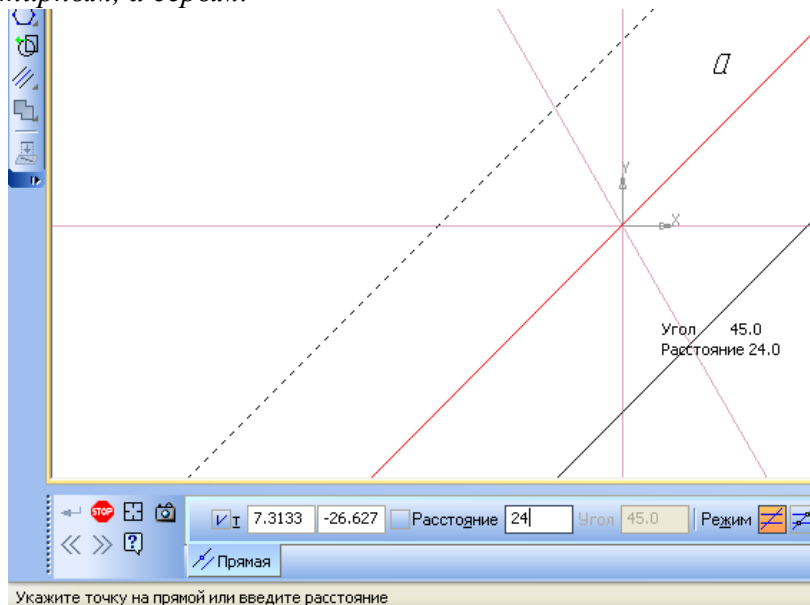 а
Y
X
Угол 45.0
Расстояние 24.0
STOP
т 7.3133 -26.627 Расстояние 24 Угол 45.0 Режим
Прямая
Укажите точку на прямой или введите расстояние